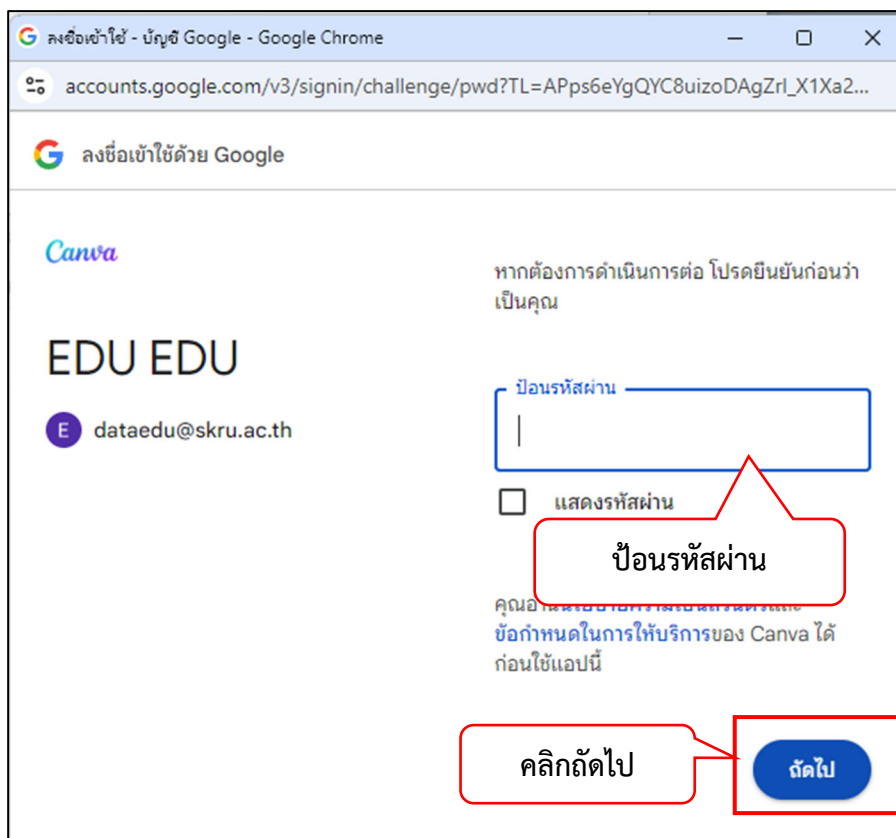 ลงชื่อเข้าใช้ - บัญชี Google - Google Chrome
accounts.google.com/v3/signin/challenge/pwd?TL=APps6eYgQYC8uizoDAgZrI_X1Xa2...
ลงชื่อเข้าใช้ด้วย Google
Canva
EDU EDU
E dataedu@skru.ac.th
หากต้องการดำเนินการต่อ โปรดยืนยันก่อนว่า
เป็นคุณ
ป้อนรหัสผ่าน
แสดงรหัสผ่าน
ป้อนรหัสผ่าน
ข้อกำหนดในการให้บริการของ Canva ได้
ก่อนใช้แอปนี้
คลิกถัดไป
ถัดไป